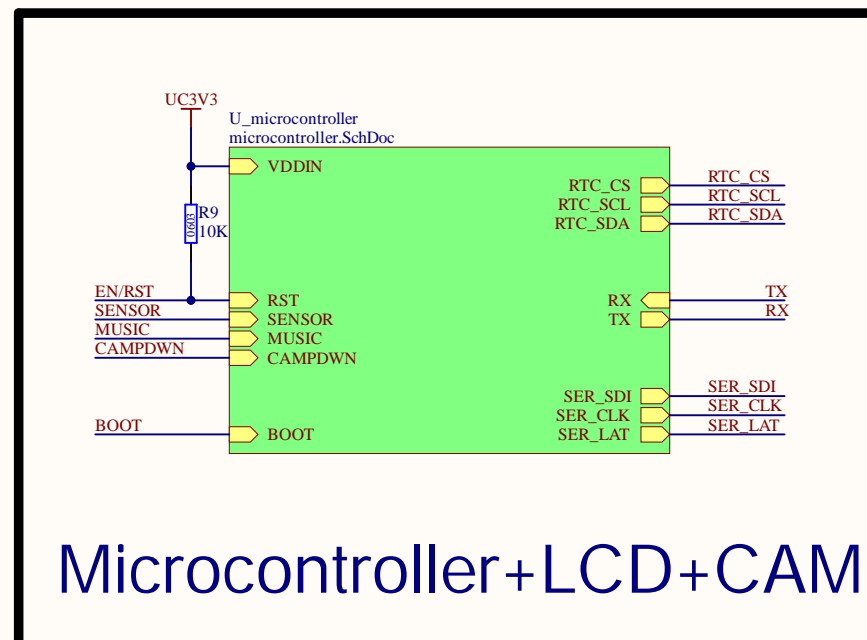 UC3V3
U_microcontroller
microcontroller.SchDoc
VDDIN
R9
10K
0603
EN/RST
SENSOR
MUSIC
CAMPDWN
BOOT
RST
SENSOR
MUSIC
CAMPDWN
BOOT
RTC_CS
RTC_SCL
RTC_SDA
RX
TX
SER_SDI
SER_CLK
SER_LAT
RTC_CS
RTC_SCL
RTC_SDA
TX
RX
SER_SDI
SER_CLK
SER_LAT
Microcontroller+LCD+CAM